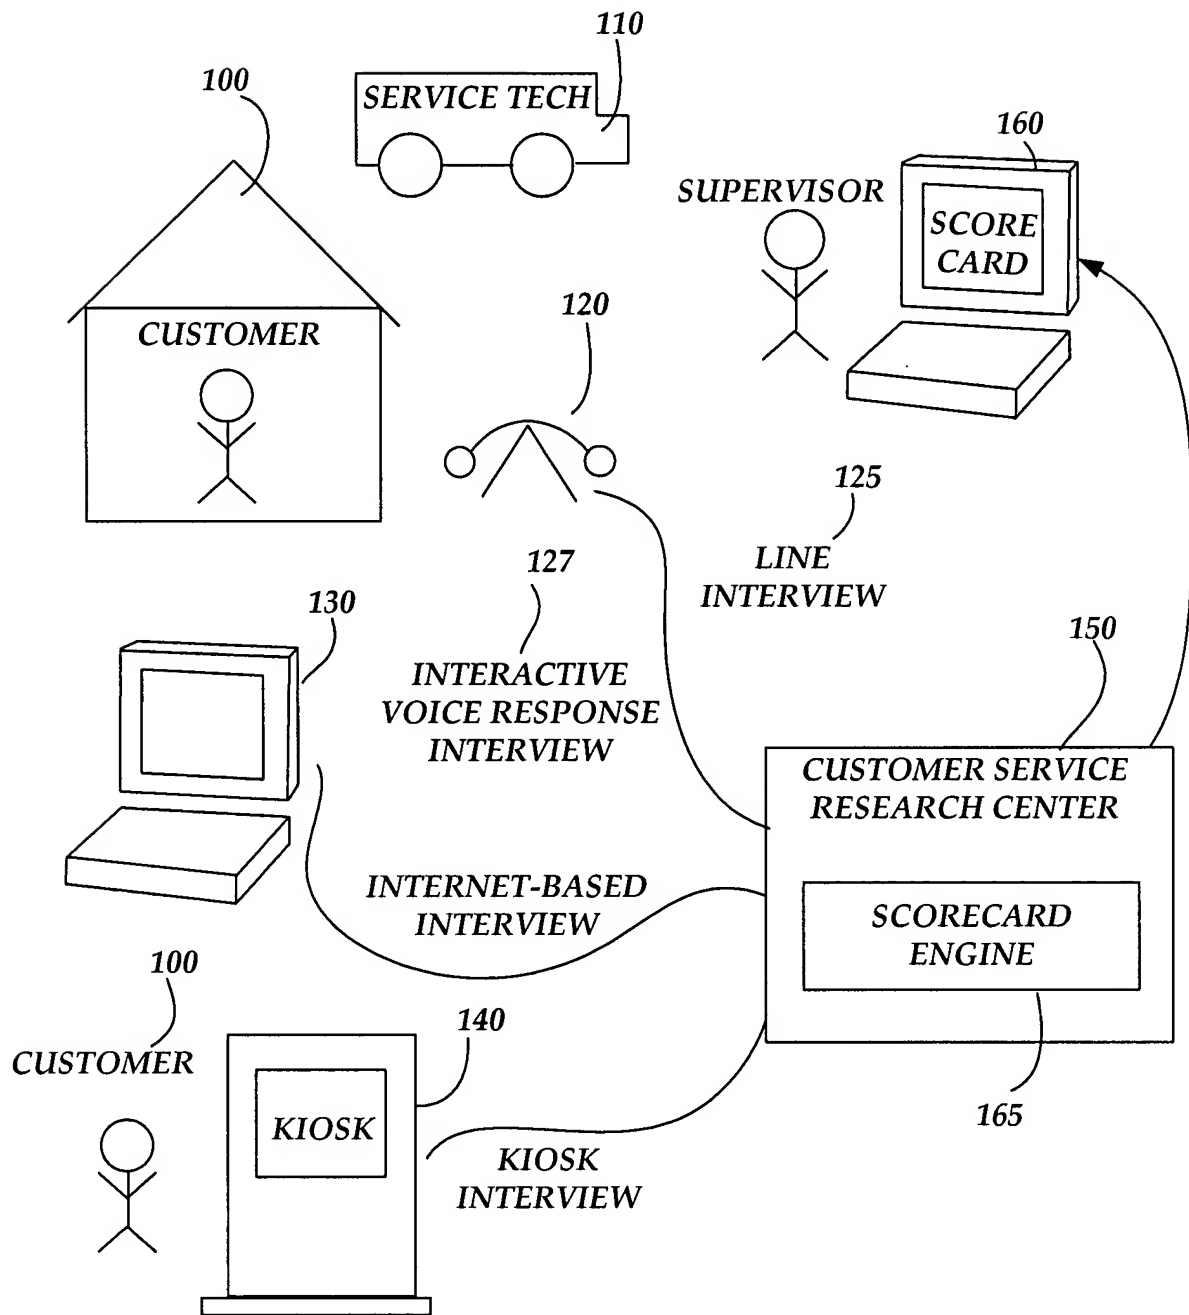 110
100
SERVICE TECH
160
SUPERVISOR
SCORE
CARD
120
CUSTOMER
125
LINE
INTERVIEW
127
130
150
INTERACTIVE
VOICE RESPONSE
INTERVIEW
CUSTOMER SERVICE
RESEARCH CENTER
INTERNET-BASED
INTERVIEW
SCORECARD
ENGINE
100
140
CUSTOMER
165
KIOSK
KIOSK
INTERVIEW